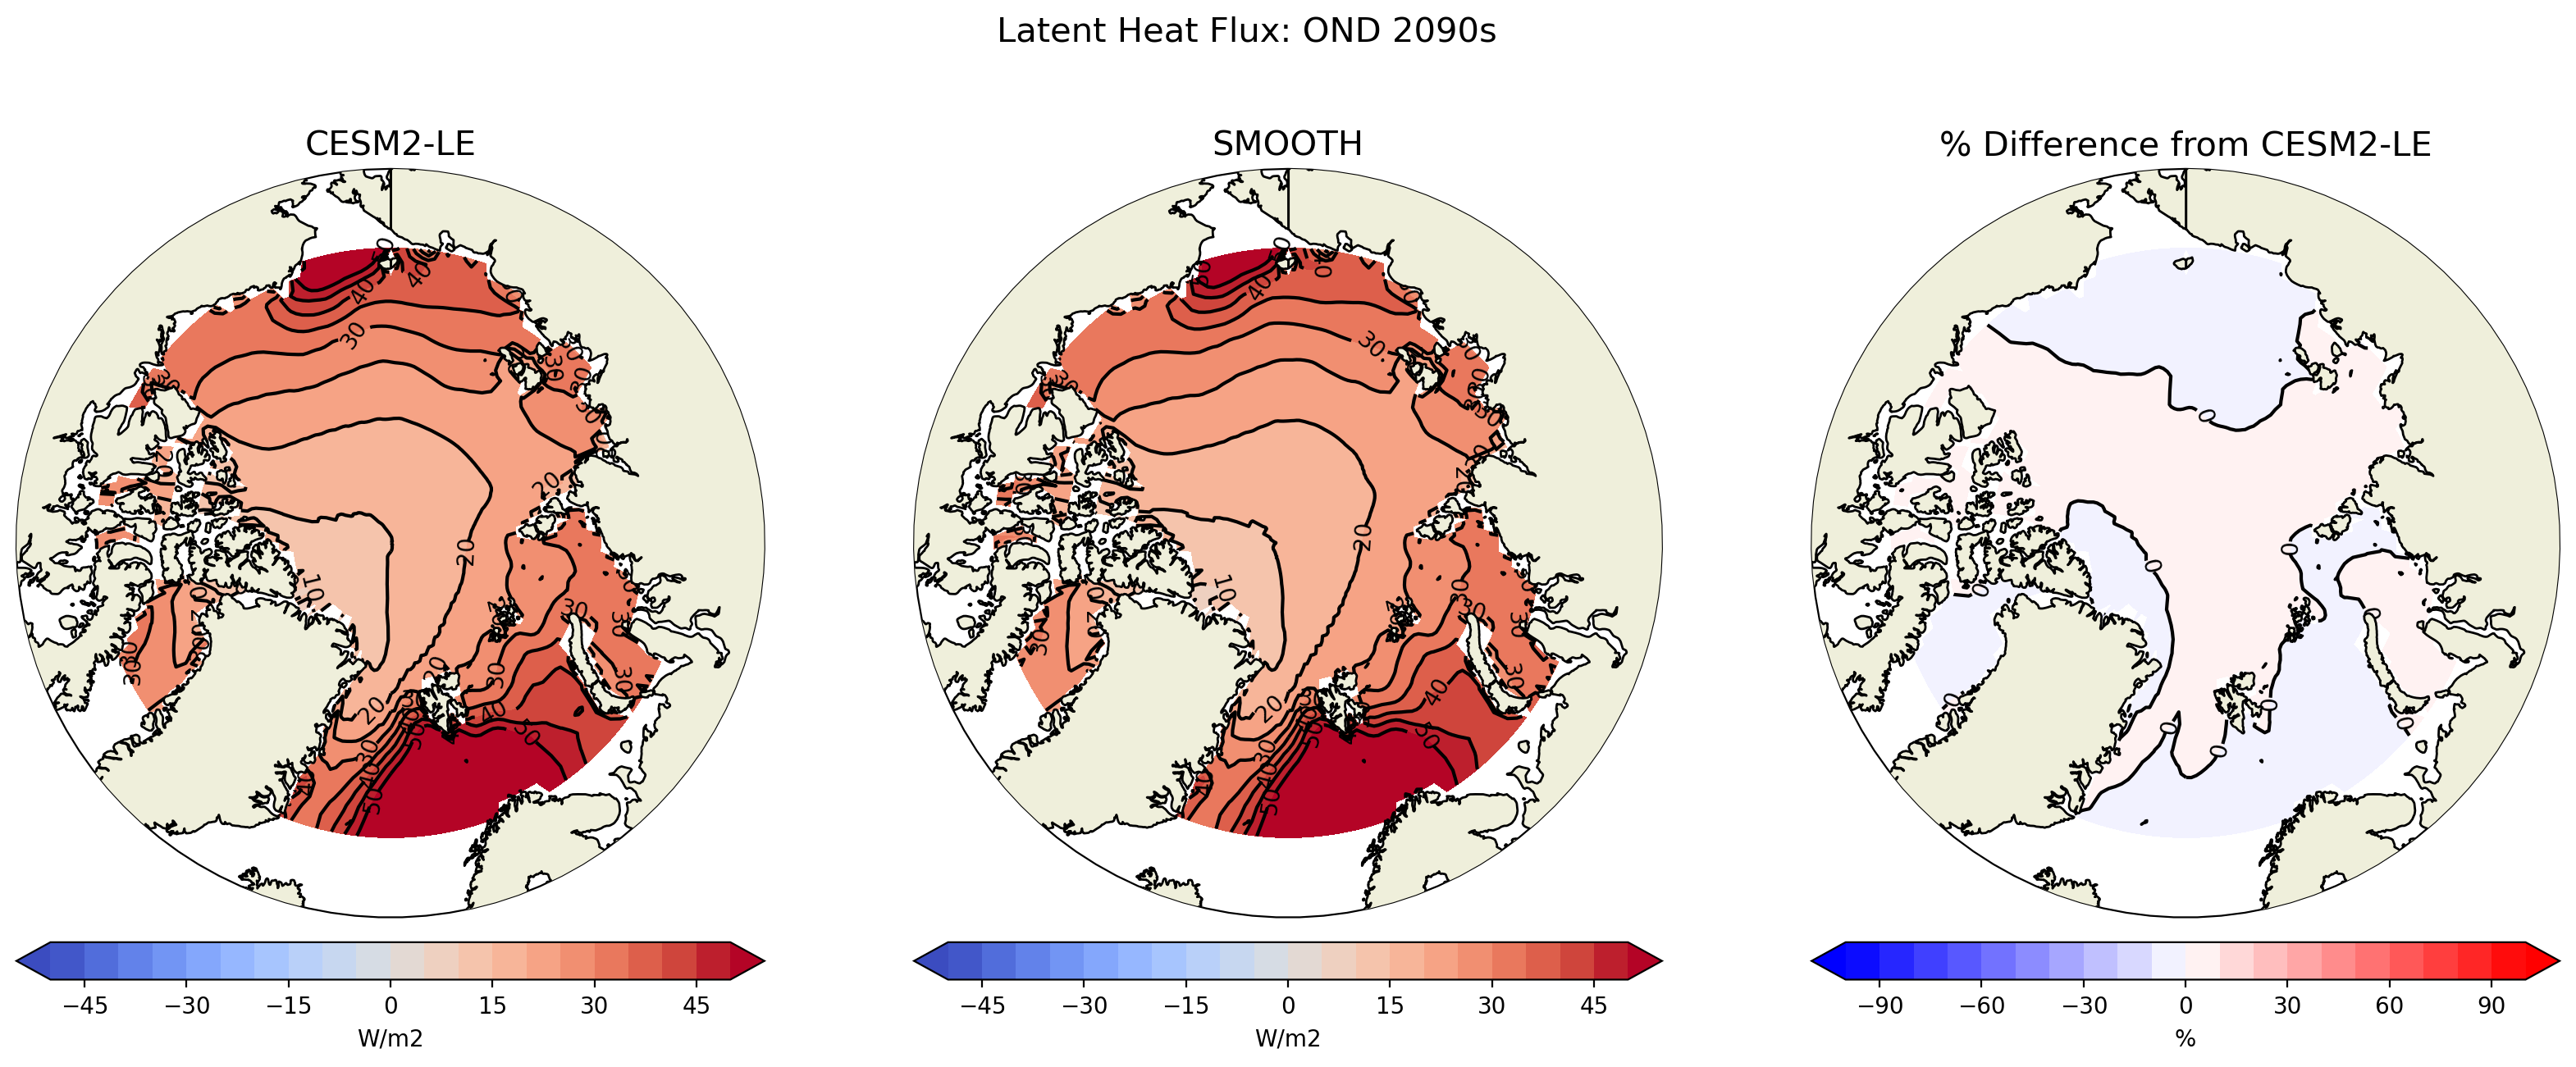 Latent Heat Flux: OND 2090s
CESM2-LE
SMOOTH
% Difference from CESM2-LE
−45 −30 −15 0 15 30 45
W/m2
−45 −30 −15 0 15 30 45
W/m2
−90 −60 −30 0 30 60 90
%